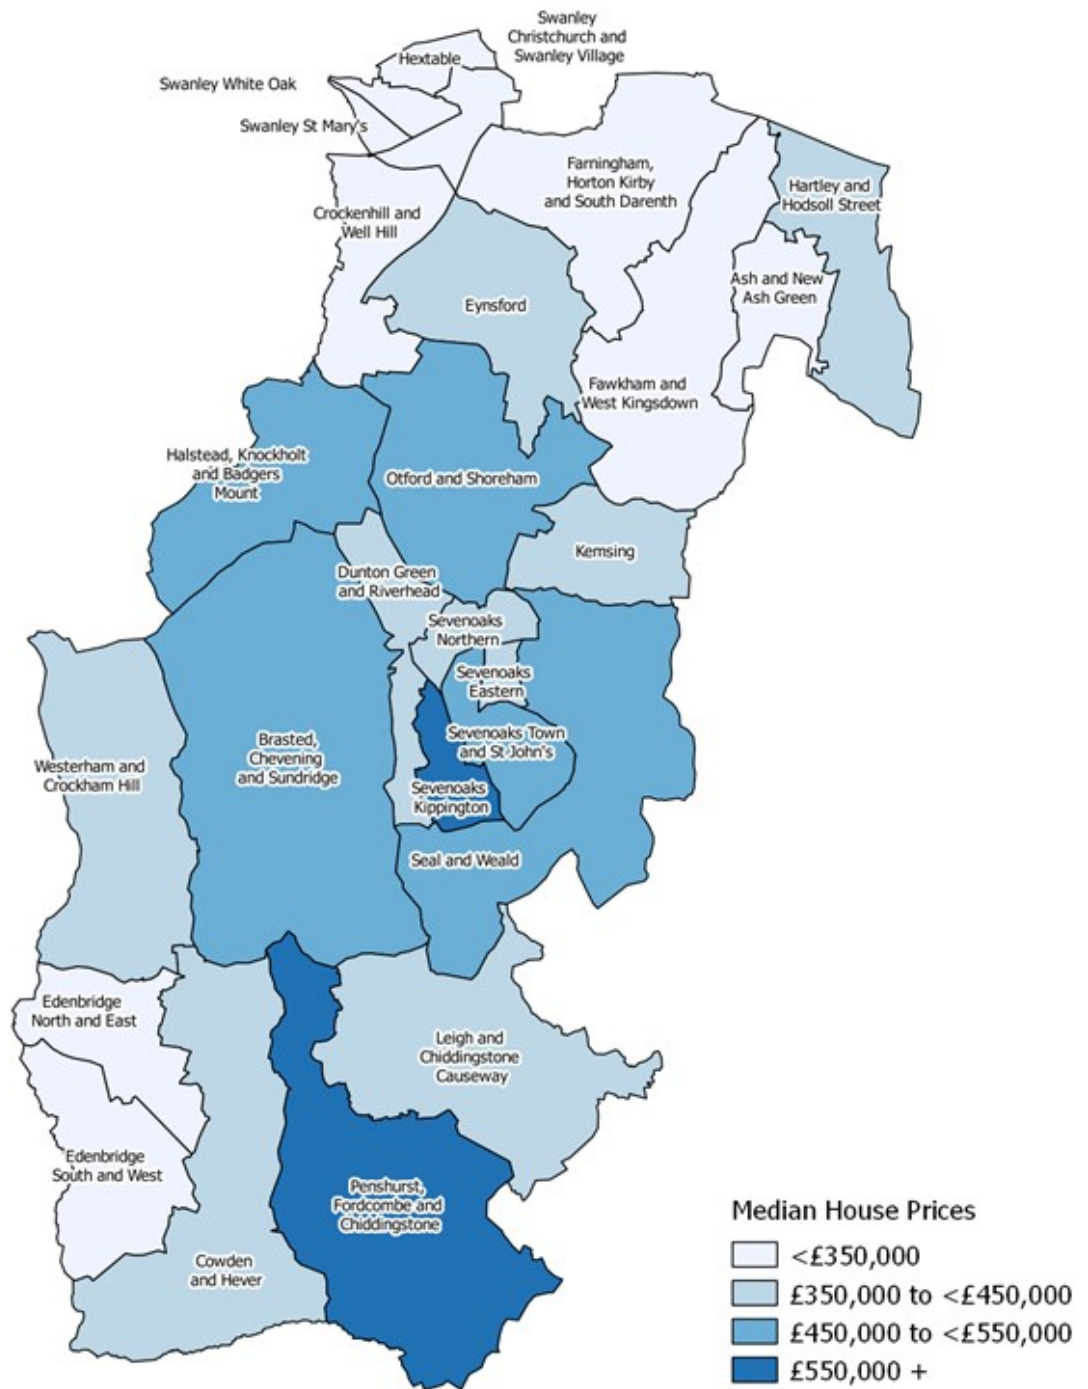 Swanley
Christchurch and
Swanley Village
Hextable
Swanley White Oak
Swanley St Mary's
Farningham,
Horton Kirby
and South Darenth
Hartley and
Hodsoll Street
Crockenhill and
Well Hill
Ash and New
Ash Green
Eynsford
Fawkham and
West Kingsdown
Halstead, Knockholt
and Badgers
Mount
Otford and Shoreham
Kemsing
Dunton Green
and Riverhead
Sevenoaks
Northern
Sevenoaks
Eastern
Sevenoaks Town
and St John's
Brasted,
Chevening
and Sundridge
Westerham and
Crockham Hill
Sevenoaks
Kippington
Seal and Weald
Edenbridge
North and East
Leigh and
Chiddingstone
Causeway
Edenbridge
South and West
Penshurst,
Fordcombe and
Chiddingstone
Cowden
and Hever
Median House Prices
<£350,000
£350,000 to <£450,000
£450,000 to <£550,000
£550,000 +